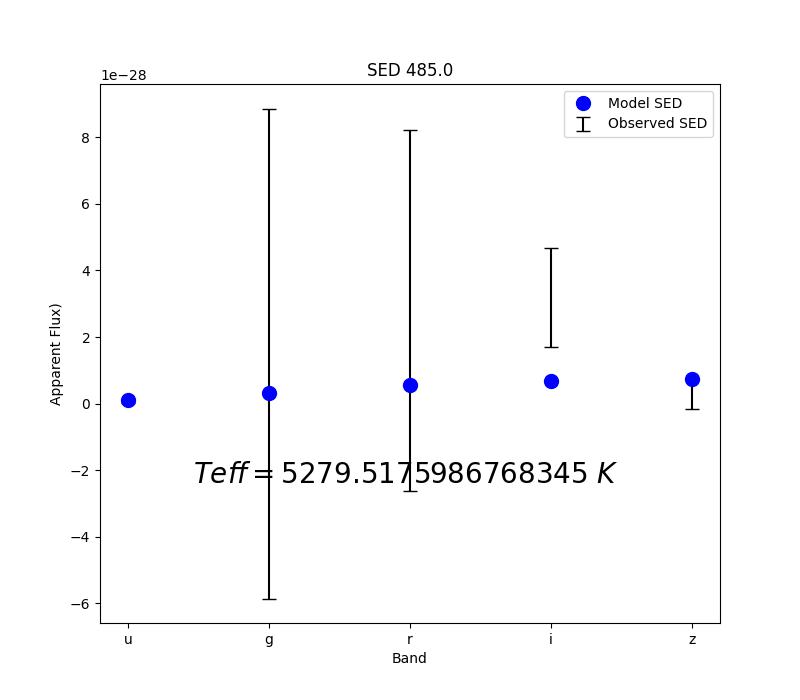 SED 485.0
1e−28
Model SED
Observed SED
8
6
4
2
0
−2
−4
−6
Apparent Flux)
Teff = 5279.5175986768345 K
u g r i z
Band